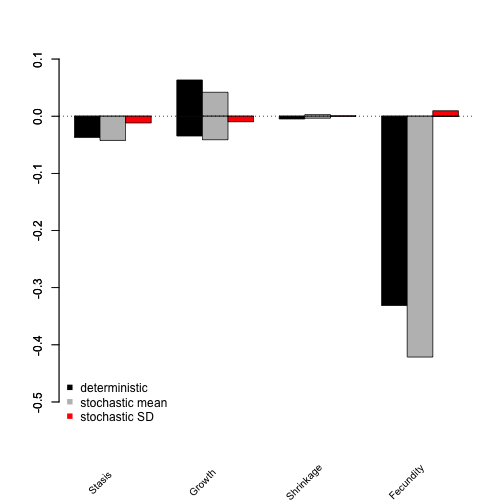 0.1
0.0
-0.1
-0.2
-0.3
-0.4
-0.5
deterministic
stochastic mean
stochastic SD
Stasis
Growth
Shrinkage
Fecundity